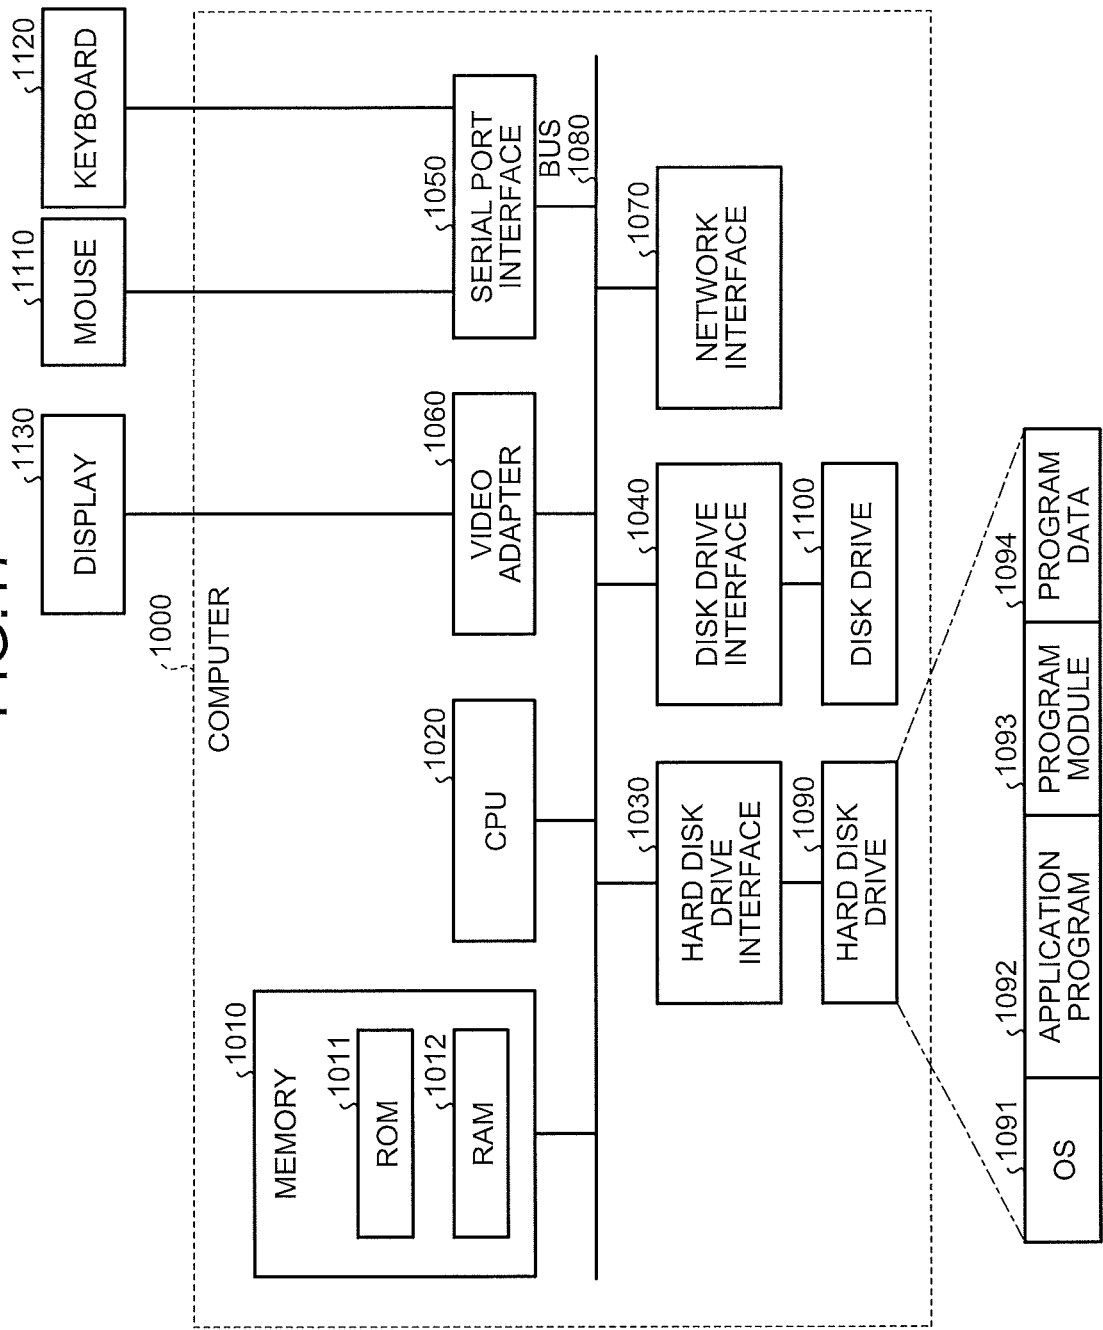 1130
DISPLAY
1110
MOUSE
1120
KEYBOARD
1000
COMPUTER
1010
MEMORY
1011
ROM
1012
RAM
1020
CPU
1060
VIDEO
ADAPTER
1050
SERIAL PORT
INTERFACE
BUS
1080
1030
HARD DISK
DRIVE
INTERFACE
1040
DISK DRIVE
INTERFACE
1070
NETWORK
INTERFACE
1090
HARD DISK
DRIVE
1100
DISK DRIVE
1091
OS
1092
APPLICATION
PROGRAM
1093
PROGRAM
MODULE
1094
PROGRAM
DATA